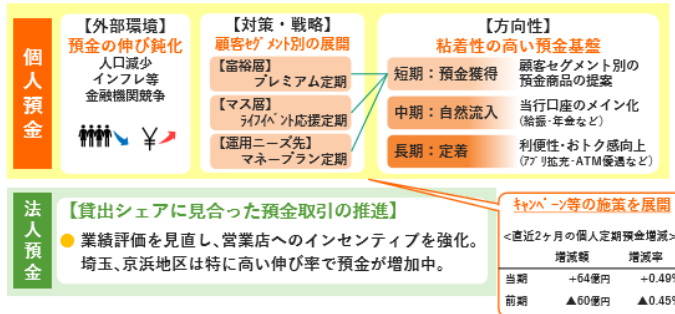 個人預金
【外部環境】
預金の伸び鈍化
人口減少
インフレ等
金融機関競争
¥
【対策・戦略】
顧客ｾｸﾞﾒﾝﾄ別の展開
【富裕層】
プレミアム定期
【マス層】
ﾗｲﾌｲﾍﾞﾝﾄ応援定期
【運用ニーズ先】
マネープラン定期
【方向性】
粘着性の高い預金基盤
短期：預金獲得
顧客セグメント別の
預金商品の提案
中期：自然流入
当行口座のメイン化
(給振･年金など)
長期：定着
利便性･おトク感向上
(ｱﾌﾟﾘ拡充･ATM優遇など)
法人預金
【貸出シェアに見合った預金取引の推進】
● 業績評価を見直し、営業店へのインセンティブを強化。
埼玉、京浜地区は特に高い伸び率で預金が増加中。
ｷｬﾝﾍﾟｰﾝ等の施策を展開
<直近2ヶ月の個人定期預金増減>
増減額 増減率
当期 +64億円 +0.49%
前期 ▲60億円 ▲0.45%